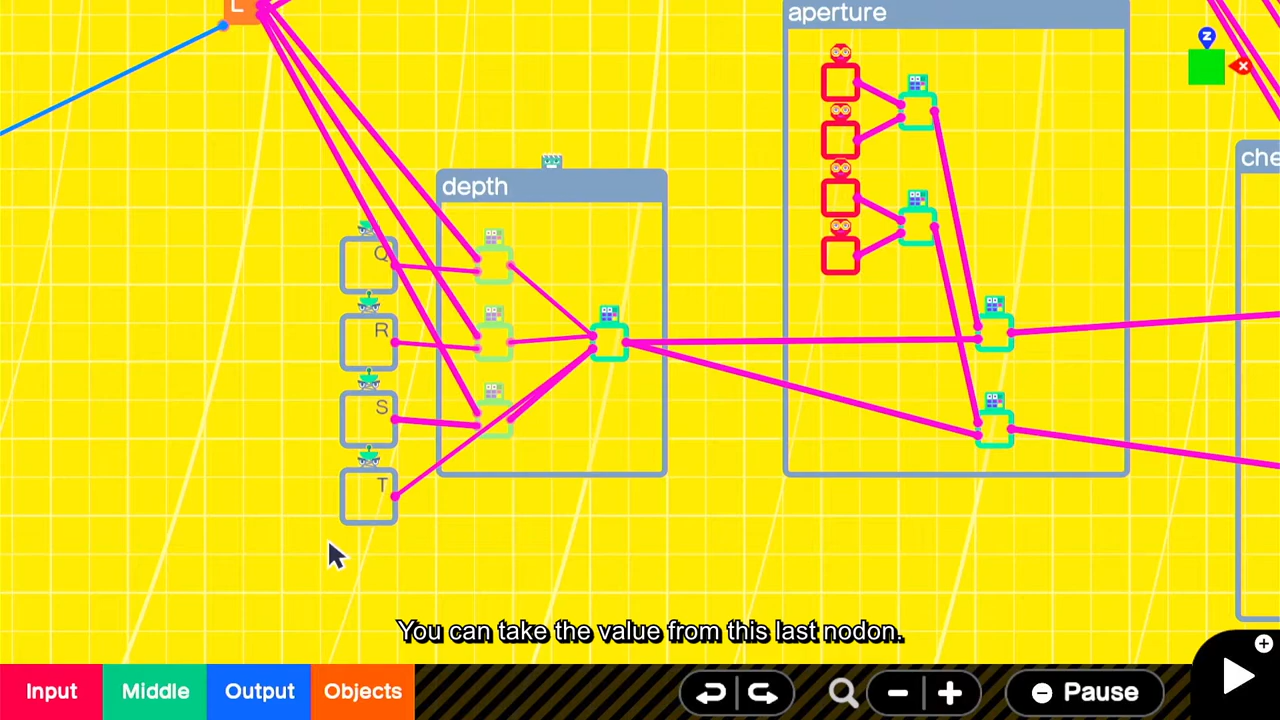 L
aperture
Z
X
che
depth
Q
R
S
T
You can take the value from this last nodon.
Input Middle Output Objects Pause